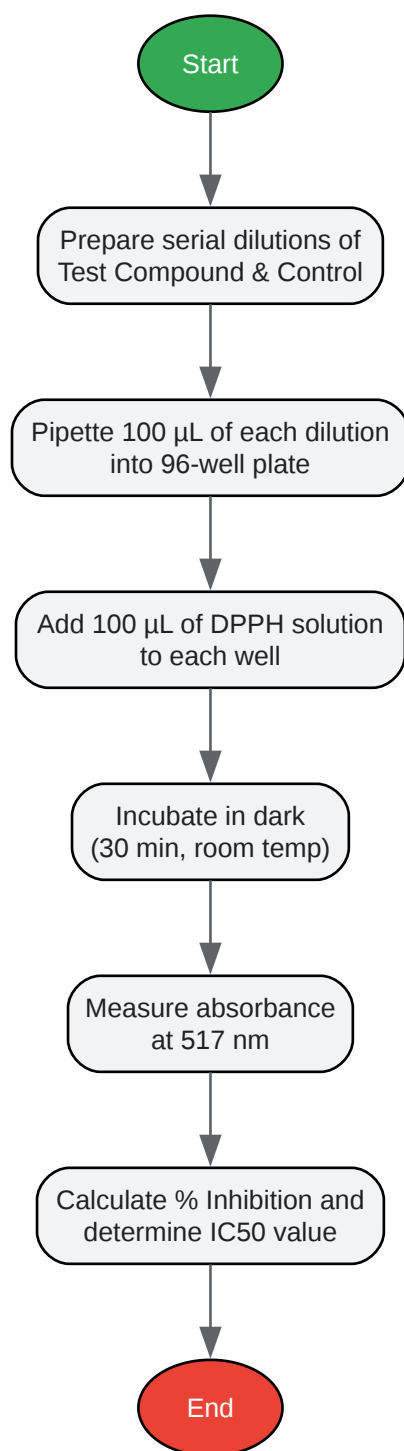 Start
Prepare serial dilutions of
Test Compound & Control
Pipette 100 µL of each dilution
into 96-well plate
Add 100 µL of DPPH solution
to each well
Incubate in dark
(30 min, room temp)
Measure absorbance
at 517 nm
Calculate % Inhibition and
determine IC50 value
End